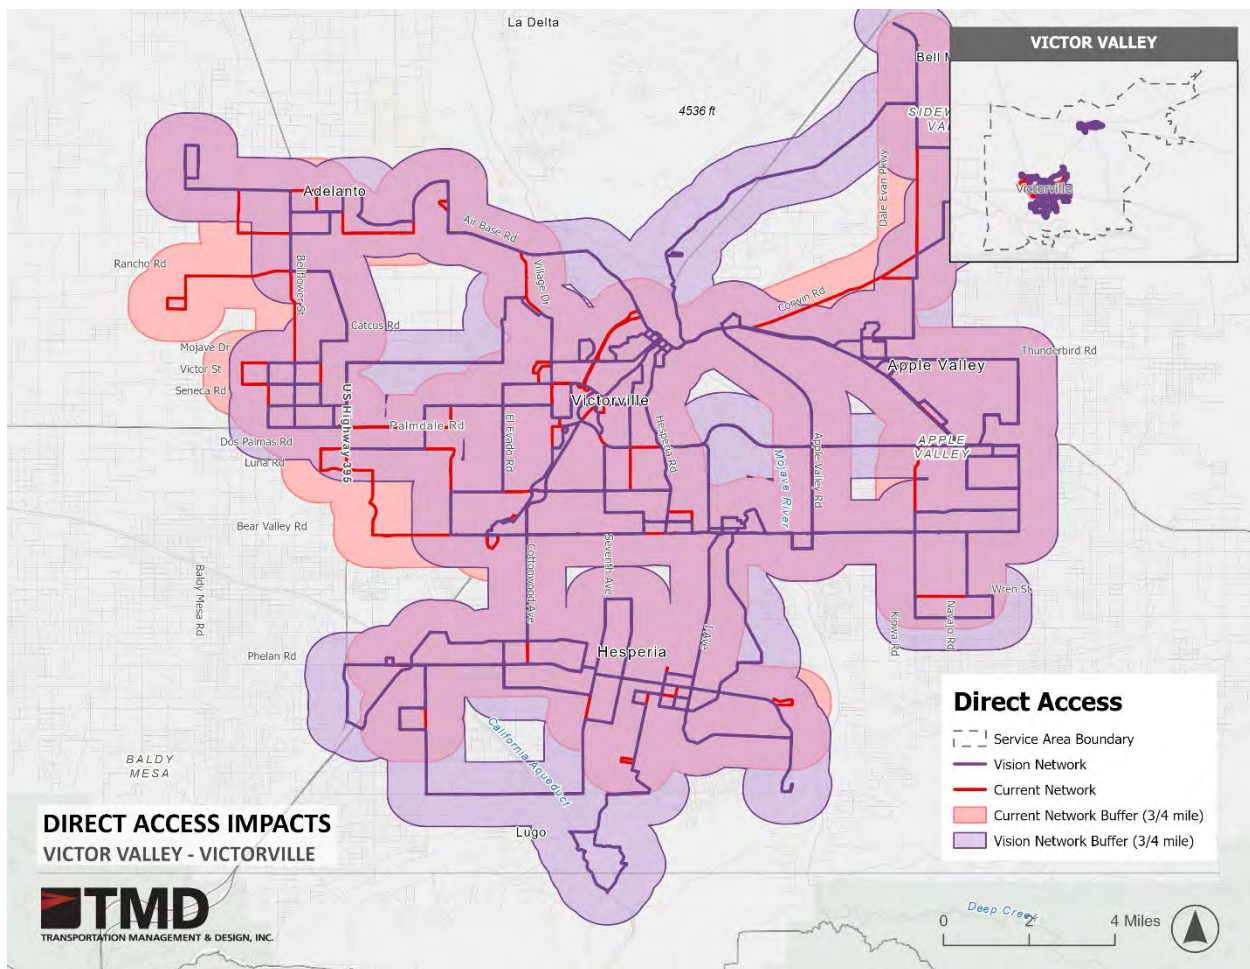 La Delta
VICTOR VALLEY
Bell M
4536 ft
SIDEW
VAL
Victorville
Adelanto
Dale Evan Pkwy
Air Base Rd
Rancho Rd
Bellflower St
Village Dr
Corwin Rd
Catcus Rd
Mojave Dr
Thunderbird Rd
Victor St
Apple Valley
Seneca Rd
US Highway 395
Victorville
Palmdale Rd
El Evado Rd
Hesperia Rd
Apple Valley Rd
APPLE
VALLEY
Dos Palmas Rd
Luna Rd
Mojave River
Bear Valley Rd
Cottonwood Ave
Seventh Ave
Baldy Mesa Rd
Wren St
Kiowa Rd
Navajo Rd
I Ave
Phelan Rd
Hesperia
California Aqueduct
BALDY
MESA
Lugo
Direct Access
Service Area Boundary
Vision Network
Current Network
Current Network Buffer (3/4 mile)
Vision Network Buffer (3/4 mile)
DIRECT ACCESS IMPACTS
VICTOR VALLEY - VICTORVILLE
TMD
TRANSPORTATION MANAGEMENT & DESIGN, INC.
Deep Creek
0 2 4 Miles